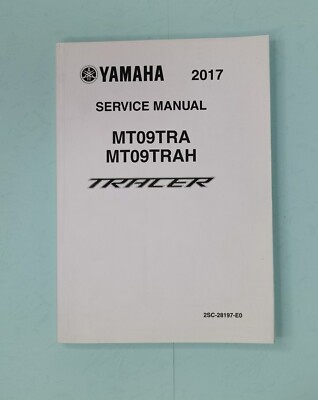 YAMAHA 2017
SERVICE MANUAL
MT09TRA
MT09TRAH
TRACER
2SC-28197-E0